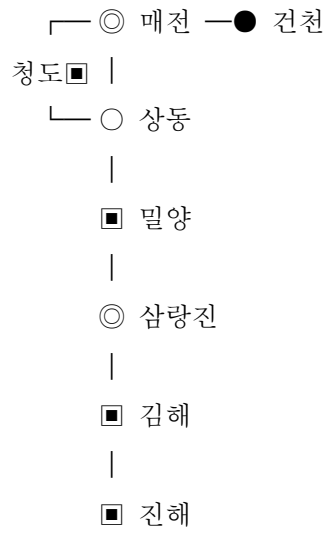 ◎ 매전 ─● 건천
청도▣
○ 상동
▣ 밀양
◎ 삼랑진
▣ 김해
▣ 진해